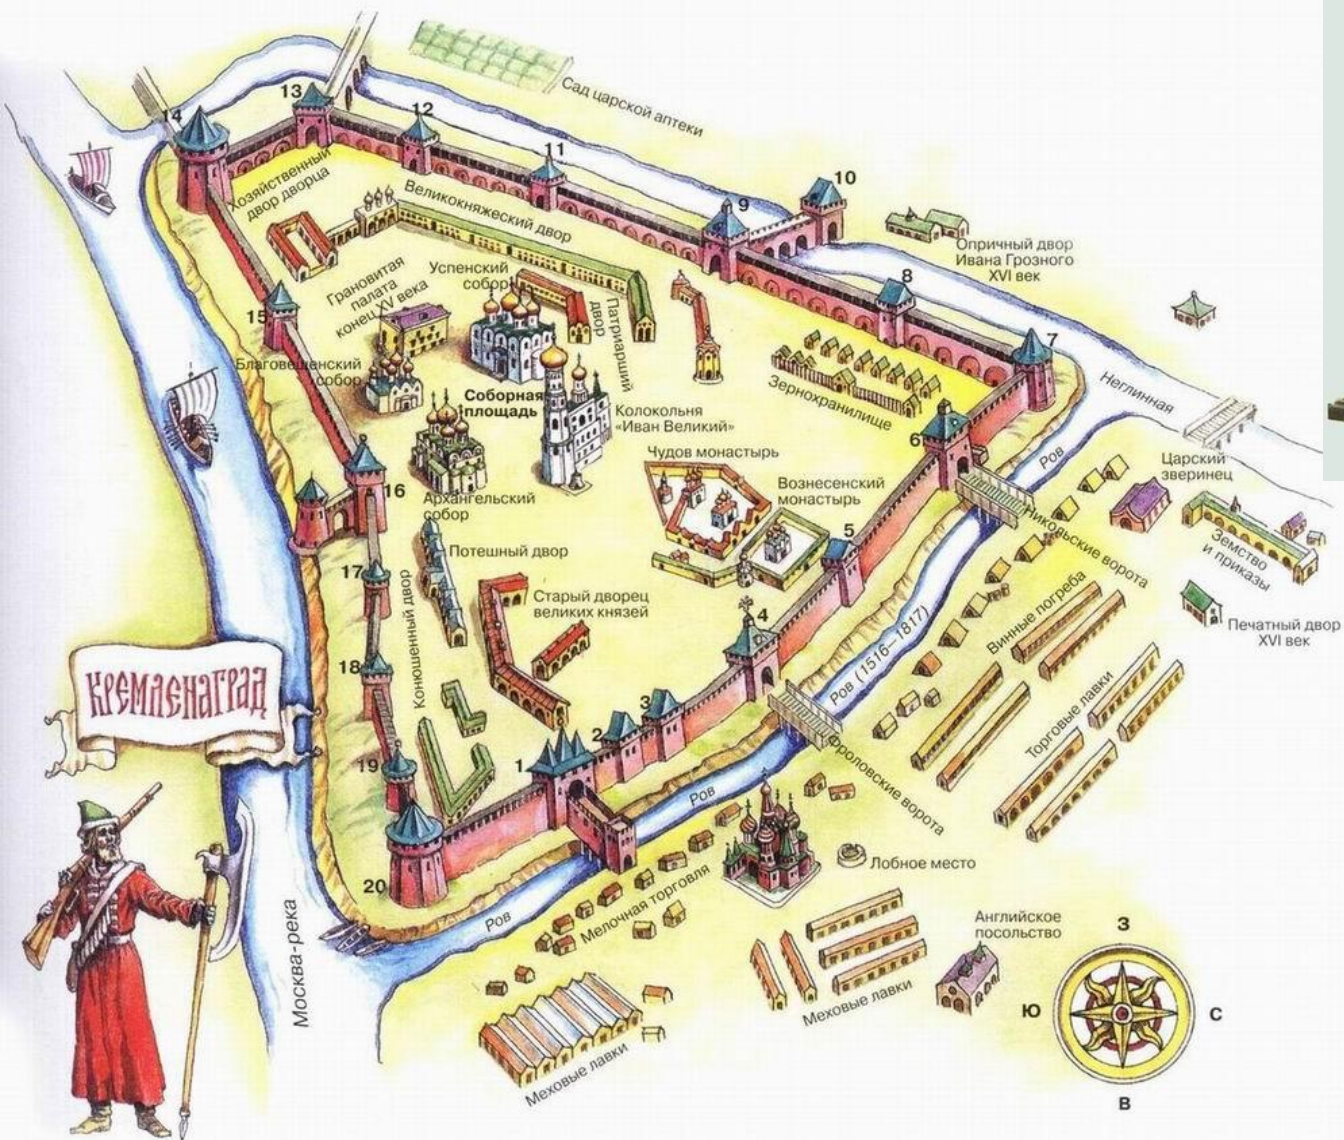 Сад царской аптеки
13
14
12
11
10
9
Хозяйственный
двор дворца
Великокняжеский двор
Опричный двор
Ивана Грозного
XVI век
Грановитая
палата
конец XV века
Успенский
собор
Патриарший
двор
8
7
15
Благовещенский
собор
Соборная
площадь
Колокольня
«Иван Великий»
Зернохранилище
Неглинная
6
Ров
Чудов монастырь
Вознесенский
монастырь
Царский
зверинец
16
Архангельский
собор
Никольские ворота
Земство
и приказы
5
Потешный двор
17
Конюшенный двор
Старый дворец
великих князей
4
Винные погреба
Печатный двор
XVI век
Ров (1516–1817)
18
КРЕМЛЕНАГРАД
3
2
1
Торговые лавки
19
Фроловские ворота
Ров
Лобное место
20
Мелочная торговля
Ров
Москва-река
Английское
посольство
Меховые лавки
Меховые лавки
З
Ю
С
В